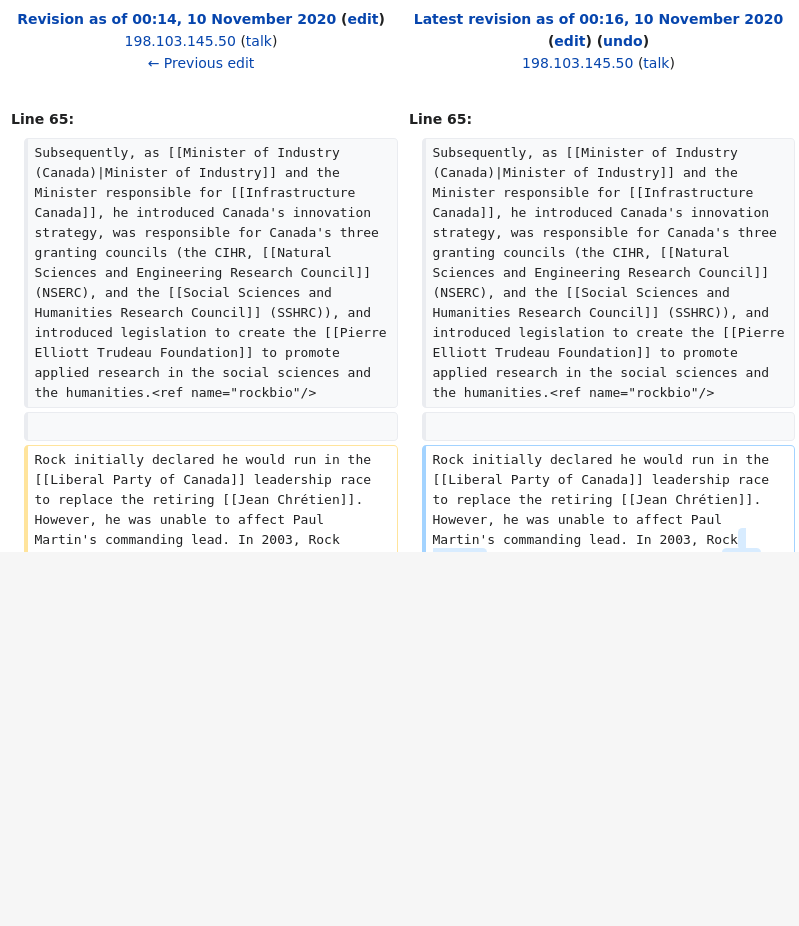 Revision as of 00:14, 10 November 2020 (edit)
198.103.145.50 (talk)
← Previous edit
Latest revision as of 00:16, 10 November 2020
(edit) (undo)
198.103.145.50 (talk)
Line 65:
Line 65:
Subsequently, as [[Minister of Industry
(Canada)|Minister of Industry]] and the
Minister responsible for [[Infrastructure
Canada]], he introduced Canada's innovation
strategy, was responsible for Canada's three
granting councils (the CIHR, [[Natural
Sciences and Engineering Research Council]]
(NSERC), and the [[Social Sciences and
Humanities Research Council]] (SSHRC)), and
introduced legislation to create the [[Pierre
Elliott Trudeau Foundation]] to promote
applied research in the social sciences and
the humanities.<ref name="rockbio"/>
Subsequently, as [[Minister of Industry
(Canada)|Minister of Industry]] and the
Minister responsible for [[Infrastructure
Canada]], he introduced Canada's innovation
strategy, was responsible for Canada's three
granting councils (the CIHR, [[Natural
Sciences and Engineering Research Council]]
(NSERC), and the [[Social Sciences and
Humanities Research Council]] (SSHRC)), and
introduced legislation to create the [[Pierre
Elliott Trudeau Foundation]] to promote
applied research in the social sciences and
the humanities.<ref name="rockbio"/>
Rock initially declared he would run in the
[[Liberal Party of Canada]] leadership race
to replace the retiring [[Jean Chrétien]].
However, he was unable to affect Paul
Martin's commanding lead. In 2003, Rock
Rock initially declared he would run in the
[[Liberal Party of Canada]] leadership race
to replace the retiring [[Jean Chrétien]].
However, he was unable to affect Paul
Martin's commanding lead. In 2003, Rock